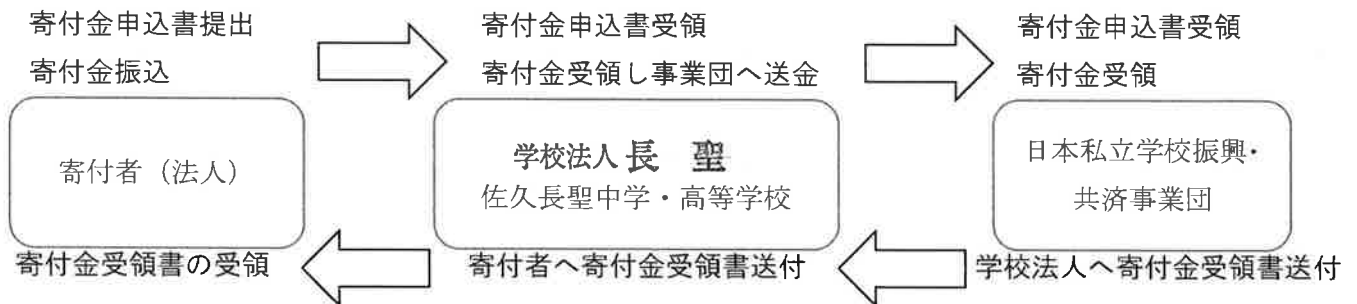 寄付金申込書提出
寄付金振込
寄付金申込書受領
寄付金受領し事業団へ送金
寄付金申込書受領
寄付金受領
寄付者（法人）
学校法人 長 聖
佐久長聖中学・高等学校
日本私立学校振興・
共済事業団
寄付金受領書の受領
寄付者へ寄付金受領書送付
学校法人へ寄付金受領書送付